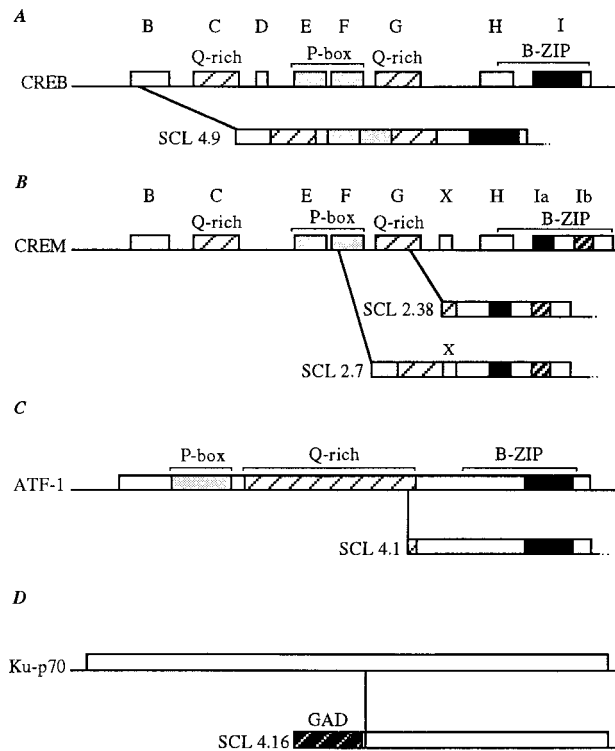 A
B C D E F G H I
Q-rich P-box Q-rich B-ZIP
CREB
SCL 4.9
B
B C E F G X H Ia Ib
Q-rich P-box Q-rich B-ZIP
CREM
SCL 2.38
X
SCL 2.7
C
P-box Q-rich B-ZIP
ATF-1
SCL 4.1
D
Ku-p70
GAD
SCL 4.16